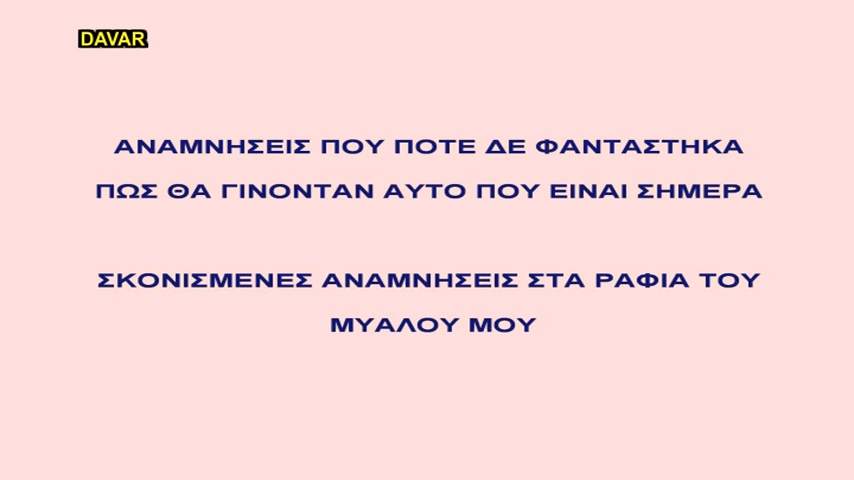 DAVAR
ΑΝΑΜΝΗΣΕΙΣ ΠΟΥ ΠΟΤΕ ΔΕ ΦΑΝΤΑΣΤΗΚΑ
ΠΩΣ ΘΑ ΓΙΝΟΝΤΑΝ ΑΥΤΟ ΠΟΥ ΕΙΝΑΙ ΣΗΜΕΡΑ
ΣΚΟΝΙΣΜΕΝΕΣ ΑΝΑΜΝΗΣΕΙΣ ΣΤΑ ΡΑΦΙΑ ΤΟΥ
ΜΥΑΛΟΥ ΜΟΥ